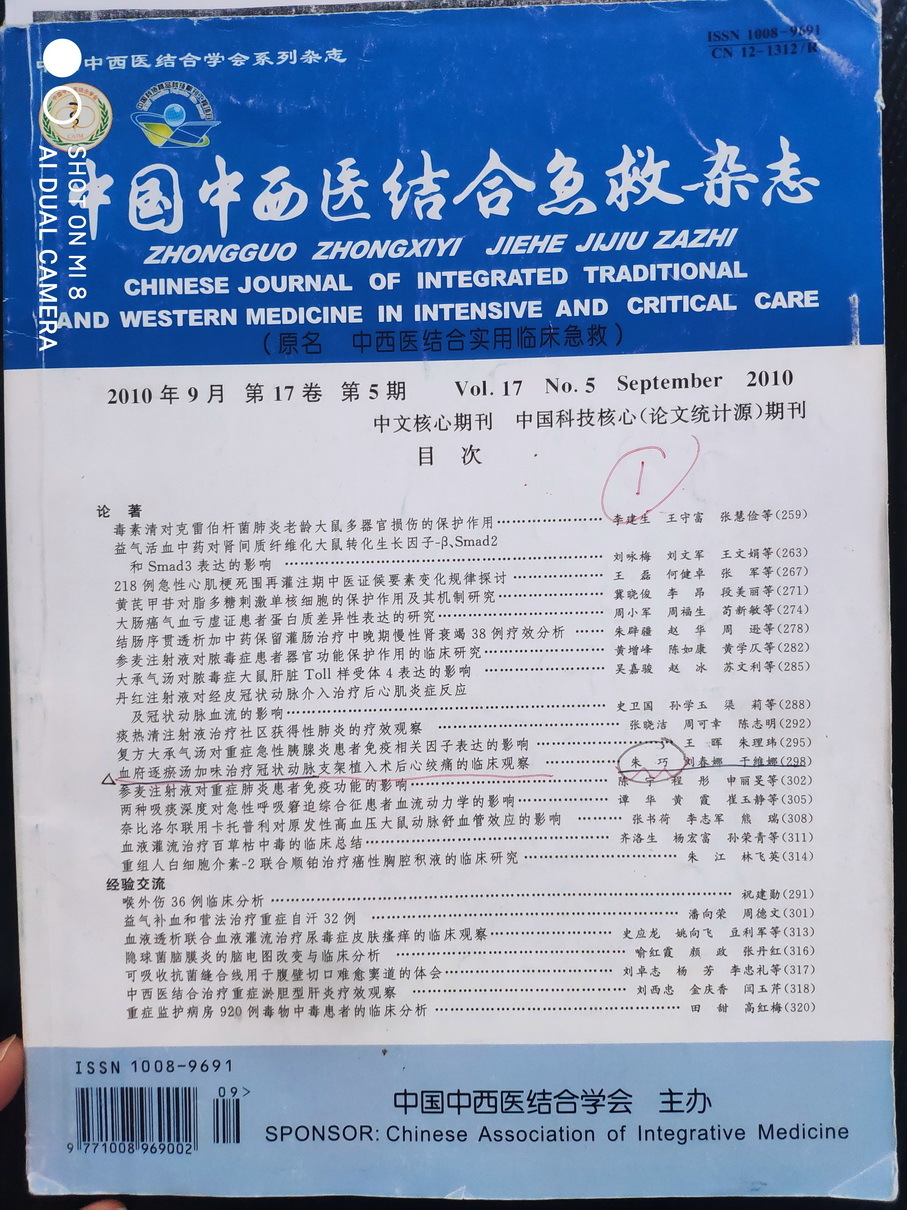 中西医结合学会系列杂志
ISSN 1008-9691
CN 12-1312/R
SHOT ON MI 8
AI DUAL CAMERA
中国中西医结合急救杂志
ZHONGGUO ZHONGXIYI JIEHE JIJIU ZAZHI
CHINESE JOURNAL OF INTEGRATED TRADITIONAL
AND WESTERN MEDICINE IN INTENSIVE AND CRITICAL CARE
(原名 中西医结合实用临床急救)
2010年9月 第17卷 第5期 Vol. 17 No. 5 September 2010
中文核心期刊 中国科技核心(论文统计源)期刊
目 次
1
论 著
毒素清对克雷伯杆菌肺炎老龄大鼠多器官损伤的保护作用 李建生 王守富 张慧俭等(259)
益气活血中药对肾间质纤维化大鼠转化生长因子-β、Smad2
和Smad3表达的影响 刘咏梅 刘文军 王文娟等(263)
218例急性心肌梗死围再灌注期中医证候要素变化规律探讨 王 磊 何健卓 张 军等(267)
黄芪甲苷对脂多糖刺激单核细胞的保护作用及其机制研究 冀晓俊 李 昂 段美丽等(271)
大肠癌气血亏虚证患者蛋白质差异性表达的研究 周小军 周福生 苟新敏等(274)
结肠序贯透析加中药保留灌肠治疗中晚期慢性肾衰竭38例疗效分析 朱辟疆 赵 华 周 逊等(278)
参麦注射液对脓毒症患者器官功能保护作用的临床研究 黄增峰 陈如康 黄学仄等(282)
大承气汤对脓毒症大鼠肝脏Toll样受体4表达的影响 吴嘉骏 赵 冰 苏文利等(285)
丹红注射液对经皮冠状动脉介入治疗后心肌炎症反应
及冠状动脉血流的影响 史卫国 孙学玉 渠 莉等(288)
痰热清注射液治疗社区获得性肺炎的疗效观察 张晓洁 周可幸 陈志明(292)
复方大承气汤对重症急性胰腺炎患者免疫相关因子表达的影响 王 晖 朱理玮(295)
血府逐瘀汤加味治疗冠状动脉支架植入术后心绞痛的临床观察 朱 巧 刘春娜 于维娜(298)
参麦注射液对重症肺炎患者免疫功能的影响 陈 宁 程 彤 申丽旻等(302)
两种吸痰深度对急性呼吸窘迫综合征患者血流动力学的影响 谭 华 黄 霞 崔玉静等(305)
奈比洛尔联用卡托普利对原发性高血压大鼠动脉舒血管效应的影响 张书荷 李志军 熊 瑞(308)
血液灌流治疗百草枯中毒的临床总结 齐洛生 杨宏富 孙荣青等(311)
重组人白细胞介素-2联合顺铂治疗癌性胸腔积液的临床研究 朱 江 林飞英(314)
经验交流
喉外伤36例临床分析 祝建勋(291)
益气补血和营法治疗重症自汗32例 潘向荣 周德文(301)
血液透析联合血液灌流治疗尿毒症皮肤瘙痒的临床观察 史应龙 姚向飞 豆利军等(313)
隐球菌脑膜炎的脑电图改变与临床分析 喻红霞 颜 政 张丹红(316)
可吸收抗菌缝合线用于腹壁切口难愈窦道的体会 刘卓志 杨 芳 李忠礼等(317)
中西医结合治疗重症淤胆型肝炎疗效观察 刘西忠 金庆香 闫玉芹(318)
重症监护病房920例毒物中毒患者的临床分析 田 甜 高红梅(320)
ISSN 1008-9691
09>
9 771008 969002
中国中西医结合学会 主办
SPONSOR: Chinese Association of Integrative Medicine